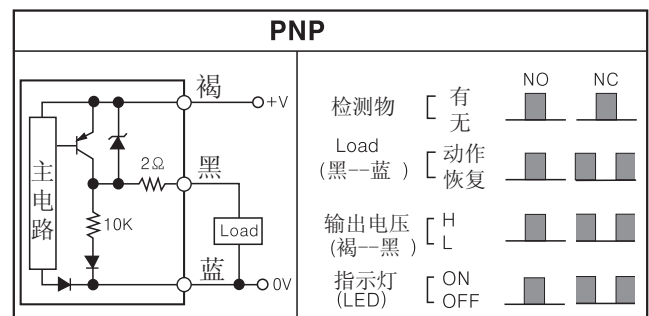 PNP
褐
+V
主电路
2Ω
黑
10K
Load
蓝
0V
NO NC
检测物 有
无
Load
(黑--蓝 ) 动作
恢复
输出电压 H
(褐--黑 ) L
指示灯 ON
(LED) OFF